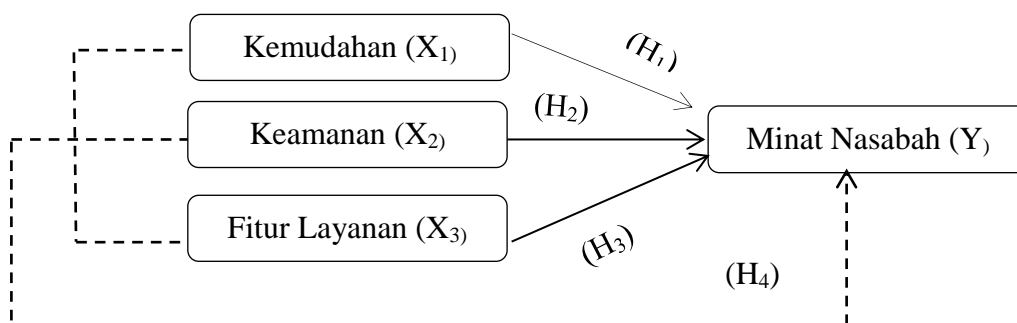 Kemudahan (X₁)
(H₁)
Keamanan (X₂)
(H₂)
Minat Nasabah (Y)
Fitur Layanan (X₃)
(H₃)
(H₄)